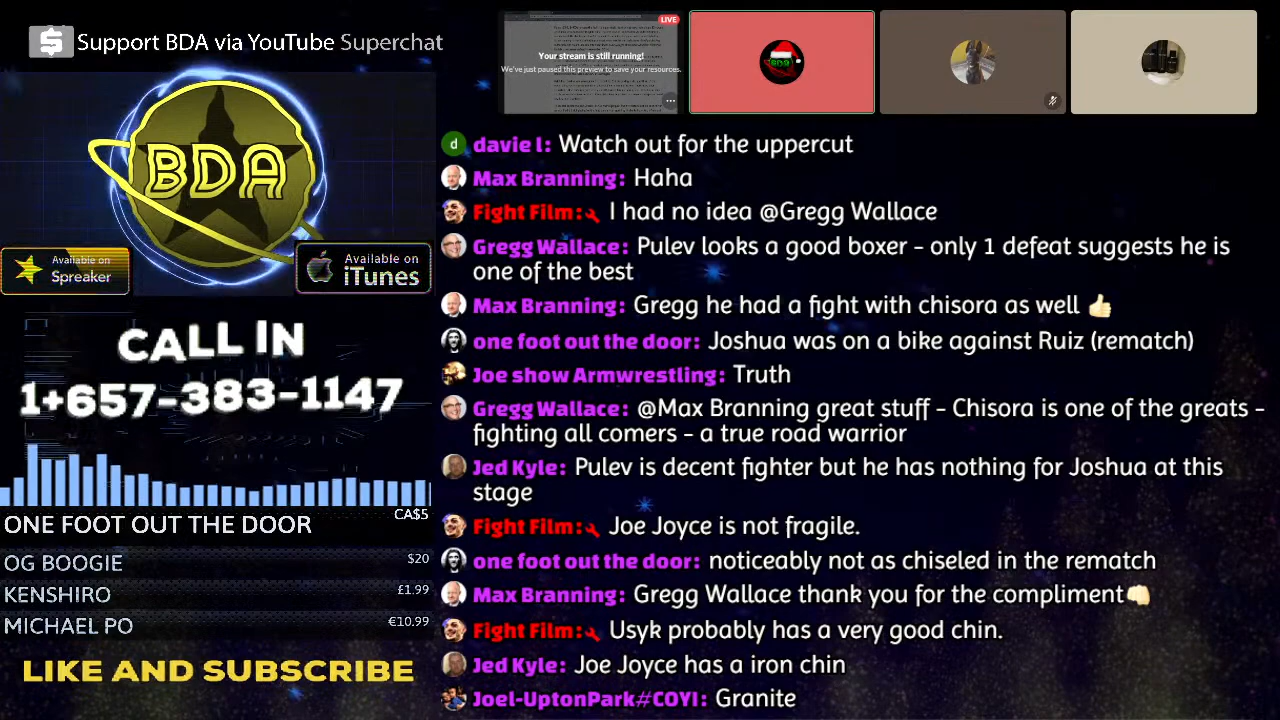 Support BDA via YouTube Superchat
LIVE
Your stream is still running!
We've just paused this preview to save your resources.
BDA
BDA
Available on
Spreaker
Available on
iTunes
CALL IN
1+657-383-1147
ONE FOOT OUT THE DOOR CA$5
OG BOOGIE $20
KENSHIRO £1.99
MICHAEL PO €10.99
LIKE AND SUBSCRIBE
d davie l: Watch out for the uppercut
Max Branning: Haha
Fight Film: I had no idea @Gregg Wallace
Gregg Wallace: Pulev looks a good boxer - only 1 defeat suggests he is
one of the best
Max Branning: Gregg he had a fight with chisora as well 👍🏻
one foot out the door: Joshua was on a bike against Ruiz (rematch)
Joe show Armwrestling: Truth
Gregg Wallace: @Max Branning great stuff - Chisora is one of the greats -
fighting all comers - a true road warrior
Jed Kyle: Pulev is decent fighter but he has nothing for Joshua at this
stage
Fight Film: Joe Joyce is not fragile.
one foot out the door: noticeably not as chiseled in the rematch
Max Branning: Gregg Wallace thank you for the compliment👊🏻
Fight Film: Usyk probably has a very good chin.
Jed Kyle: Joe Joyce has a iron chin
Joel-UptonPark#COYI: Granite